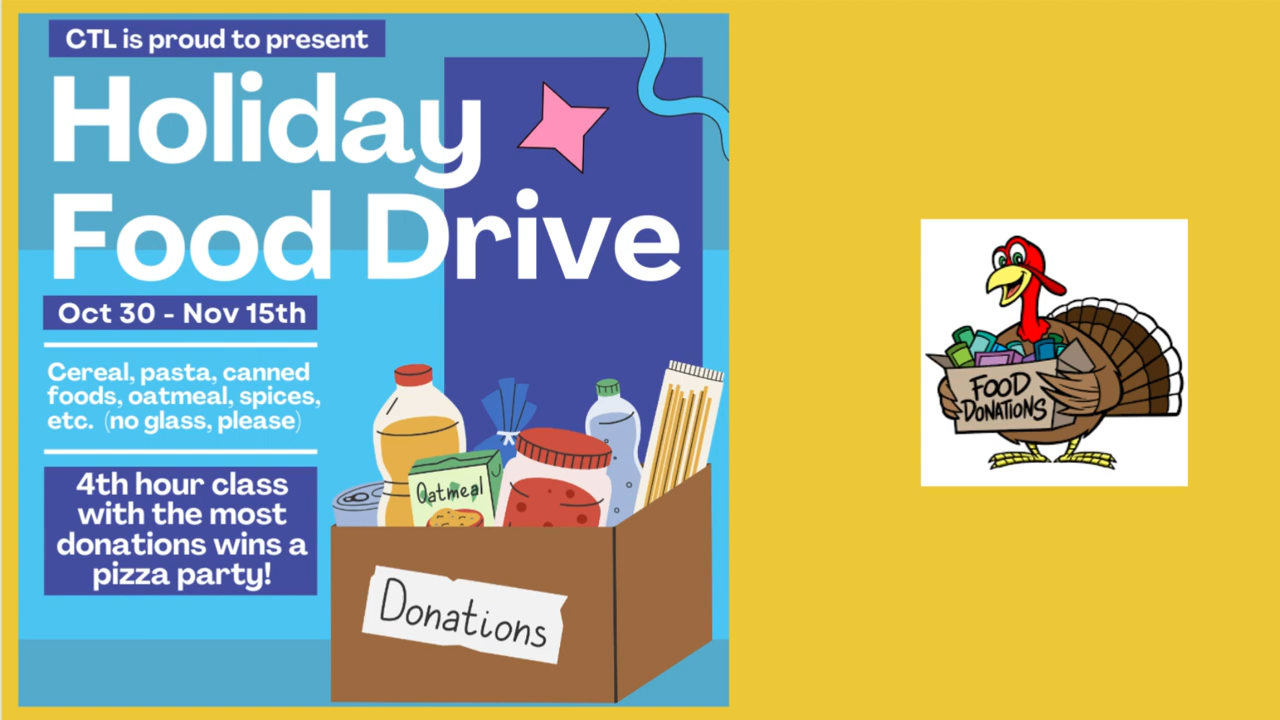 CTL is proud to present
Holiday
Food Drive
Oct 30 - Nov 15th
Cereal, pasta, canned
foods, oatmeal, spices,
etc. (no glass, please)
4th hour class
with the most
donations wins a
pizza party!
Oatmeal
Donations
FOOD
DONATIONS